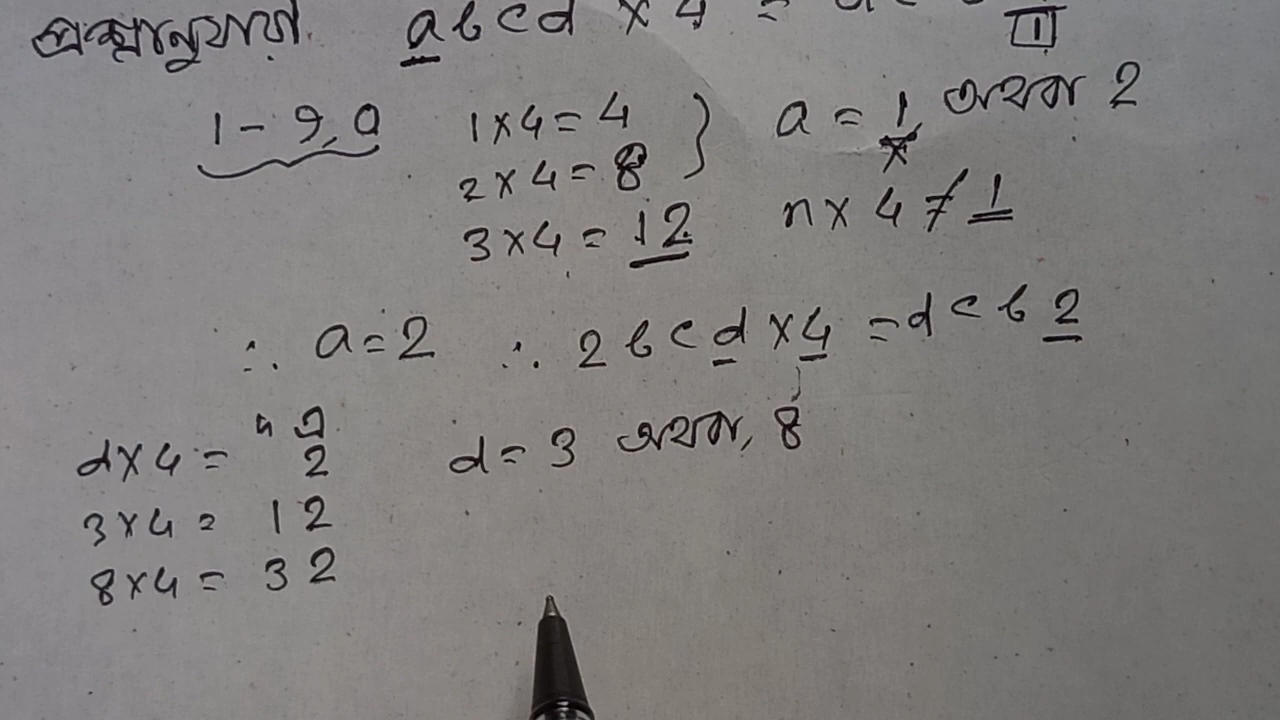 প্রশ্নানুযায়ী abcd × 4 =
1
1 - 9, 0 1 × 4 = 4 } a = 1, অথবা 2
2 × 4 = 8
3 × 4 = 12 n × 4 ≠ 1
∴ a = 2 ∴ 2bcd × 4 = dcb2
d × 4 = 2 d = 3 অথবা, 8
3 × 4 = 12
8 × 4 = 32